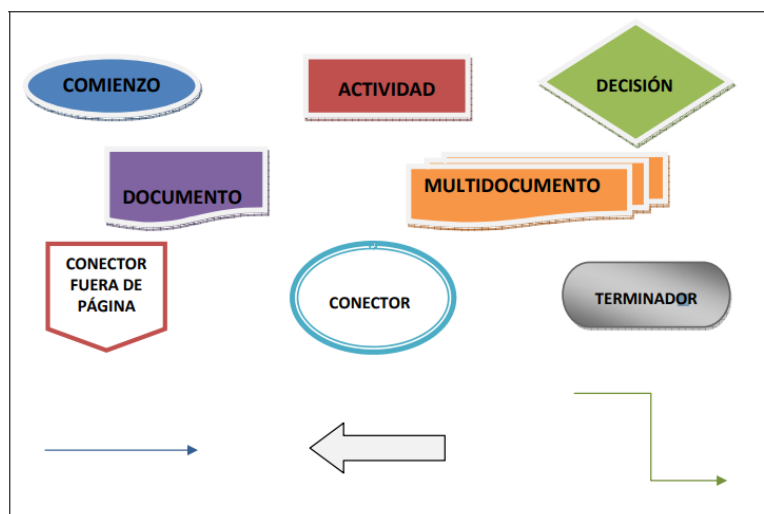 COMIENZO
ACTIVIDAD
DECISIÓN
DOCUMENTO
MULTIDOCUMENTO
CONECTOR
FUERA DE
PÁGINA
CONECTOR
TERMINADOR